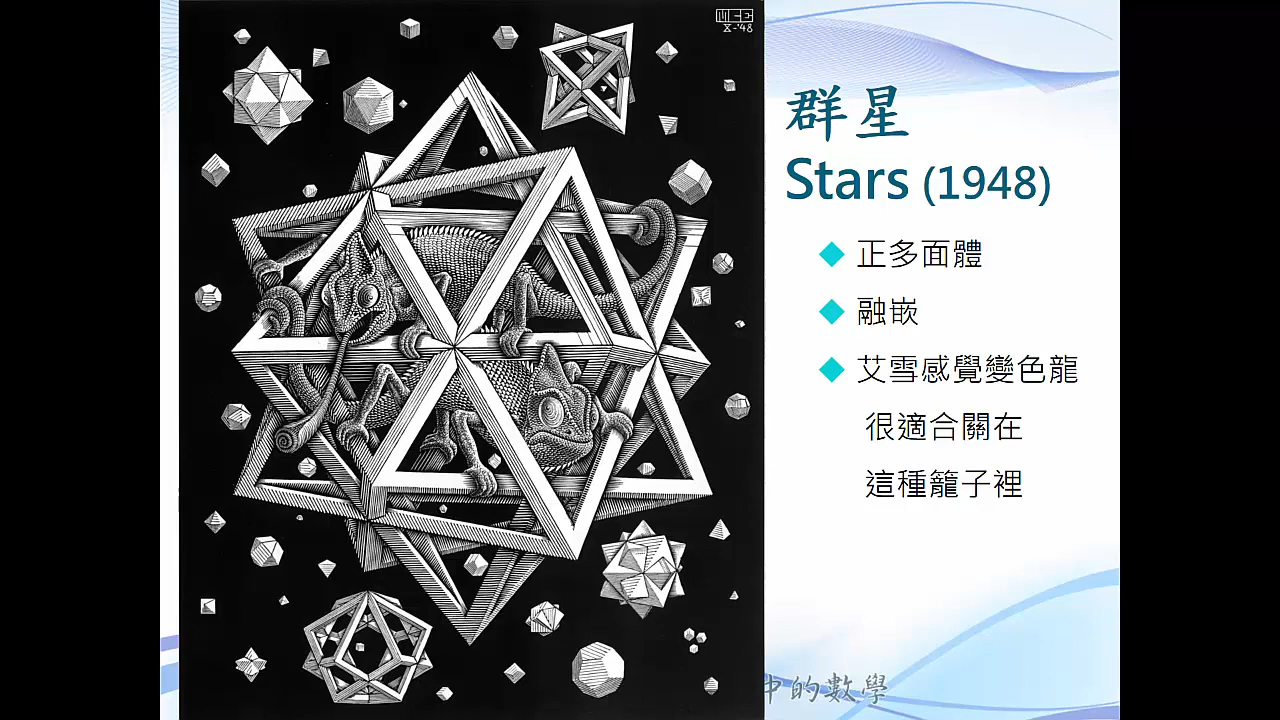 群星
Stars (1948)
正多面體
融嵌
艾雪感覺變色龍
很適合關在
這種籠子裡
中的數學